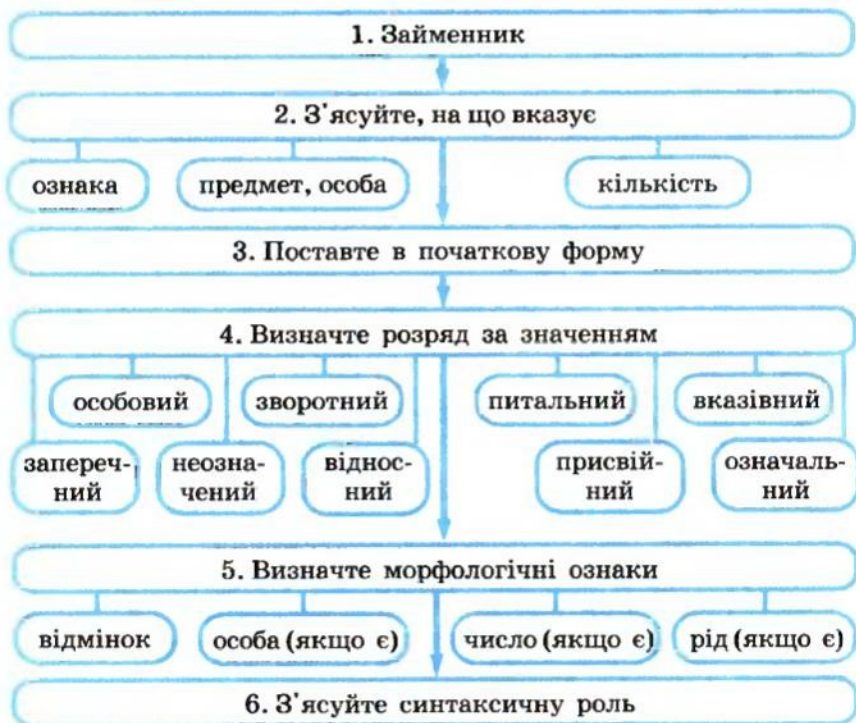 1. Займенник
2. З'ясуйте, на що вказує
ознака
предмет, особа
кількість
3. Поставте в початкову форму
4. Визначте розряд за значенням
особовий
зворотний
питальний
вказівний
запереч-
ний
неозна-
чений
віднос-
ний
присвій-
ний
означаль-
ний
5. Визначте морфологічні ознаки
відмінок
особа (якщо є)
число (якщо є)
рід (якщо є)
6. З'ясуйте синтаксичну роль